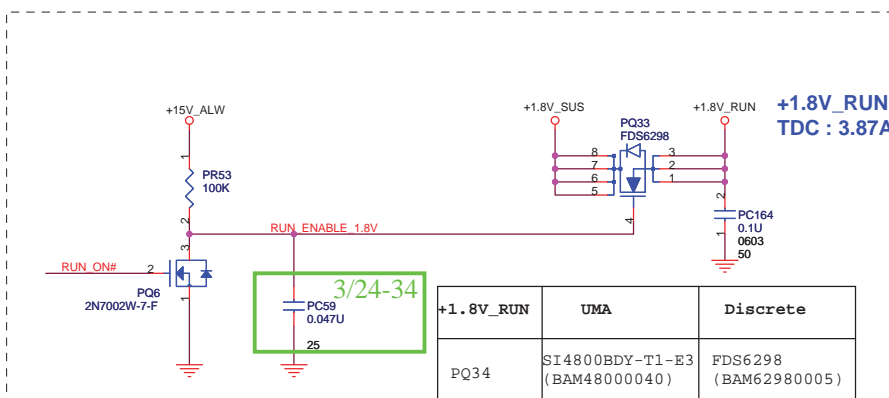 +15V_ALW
+1.8V_SUS
+1.8V_RUN
+1.8V_RUN
TDC : 3.87A
PQ33
FDS6298
1
PR53
100K
2
8
7
6
5
3
2
1
4
2
PC164
0.1U
0603
50
1
RUN_ENABLE_1.8V
3
RUN_ON#
2
PQ6
2N7002W-7-F
1
3/24-34
PC59
0.047U
25
+1.8V_RUN UMA Discrete
PQ34 SI4800BDY-T1-E3 FDS6298
(BAM48000040) (BAM62980005)